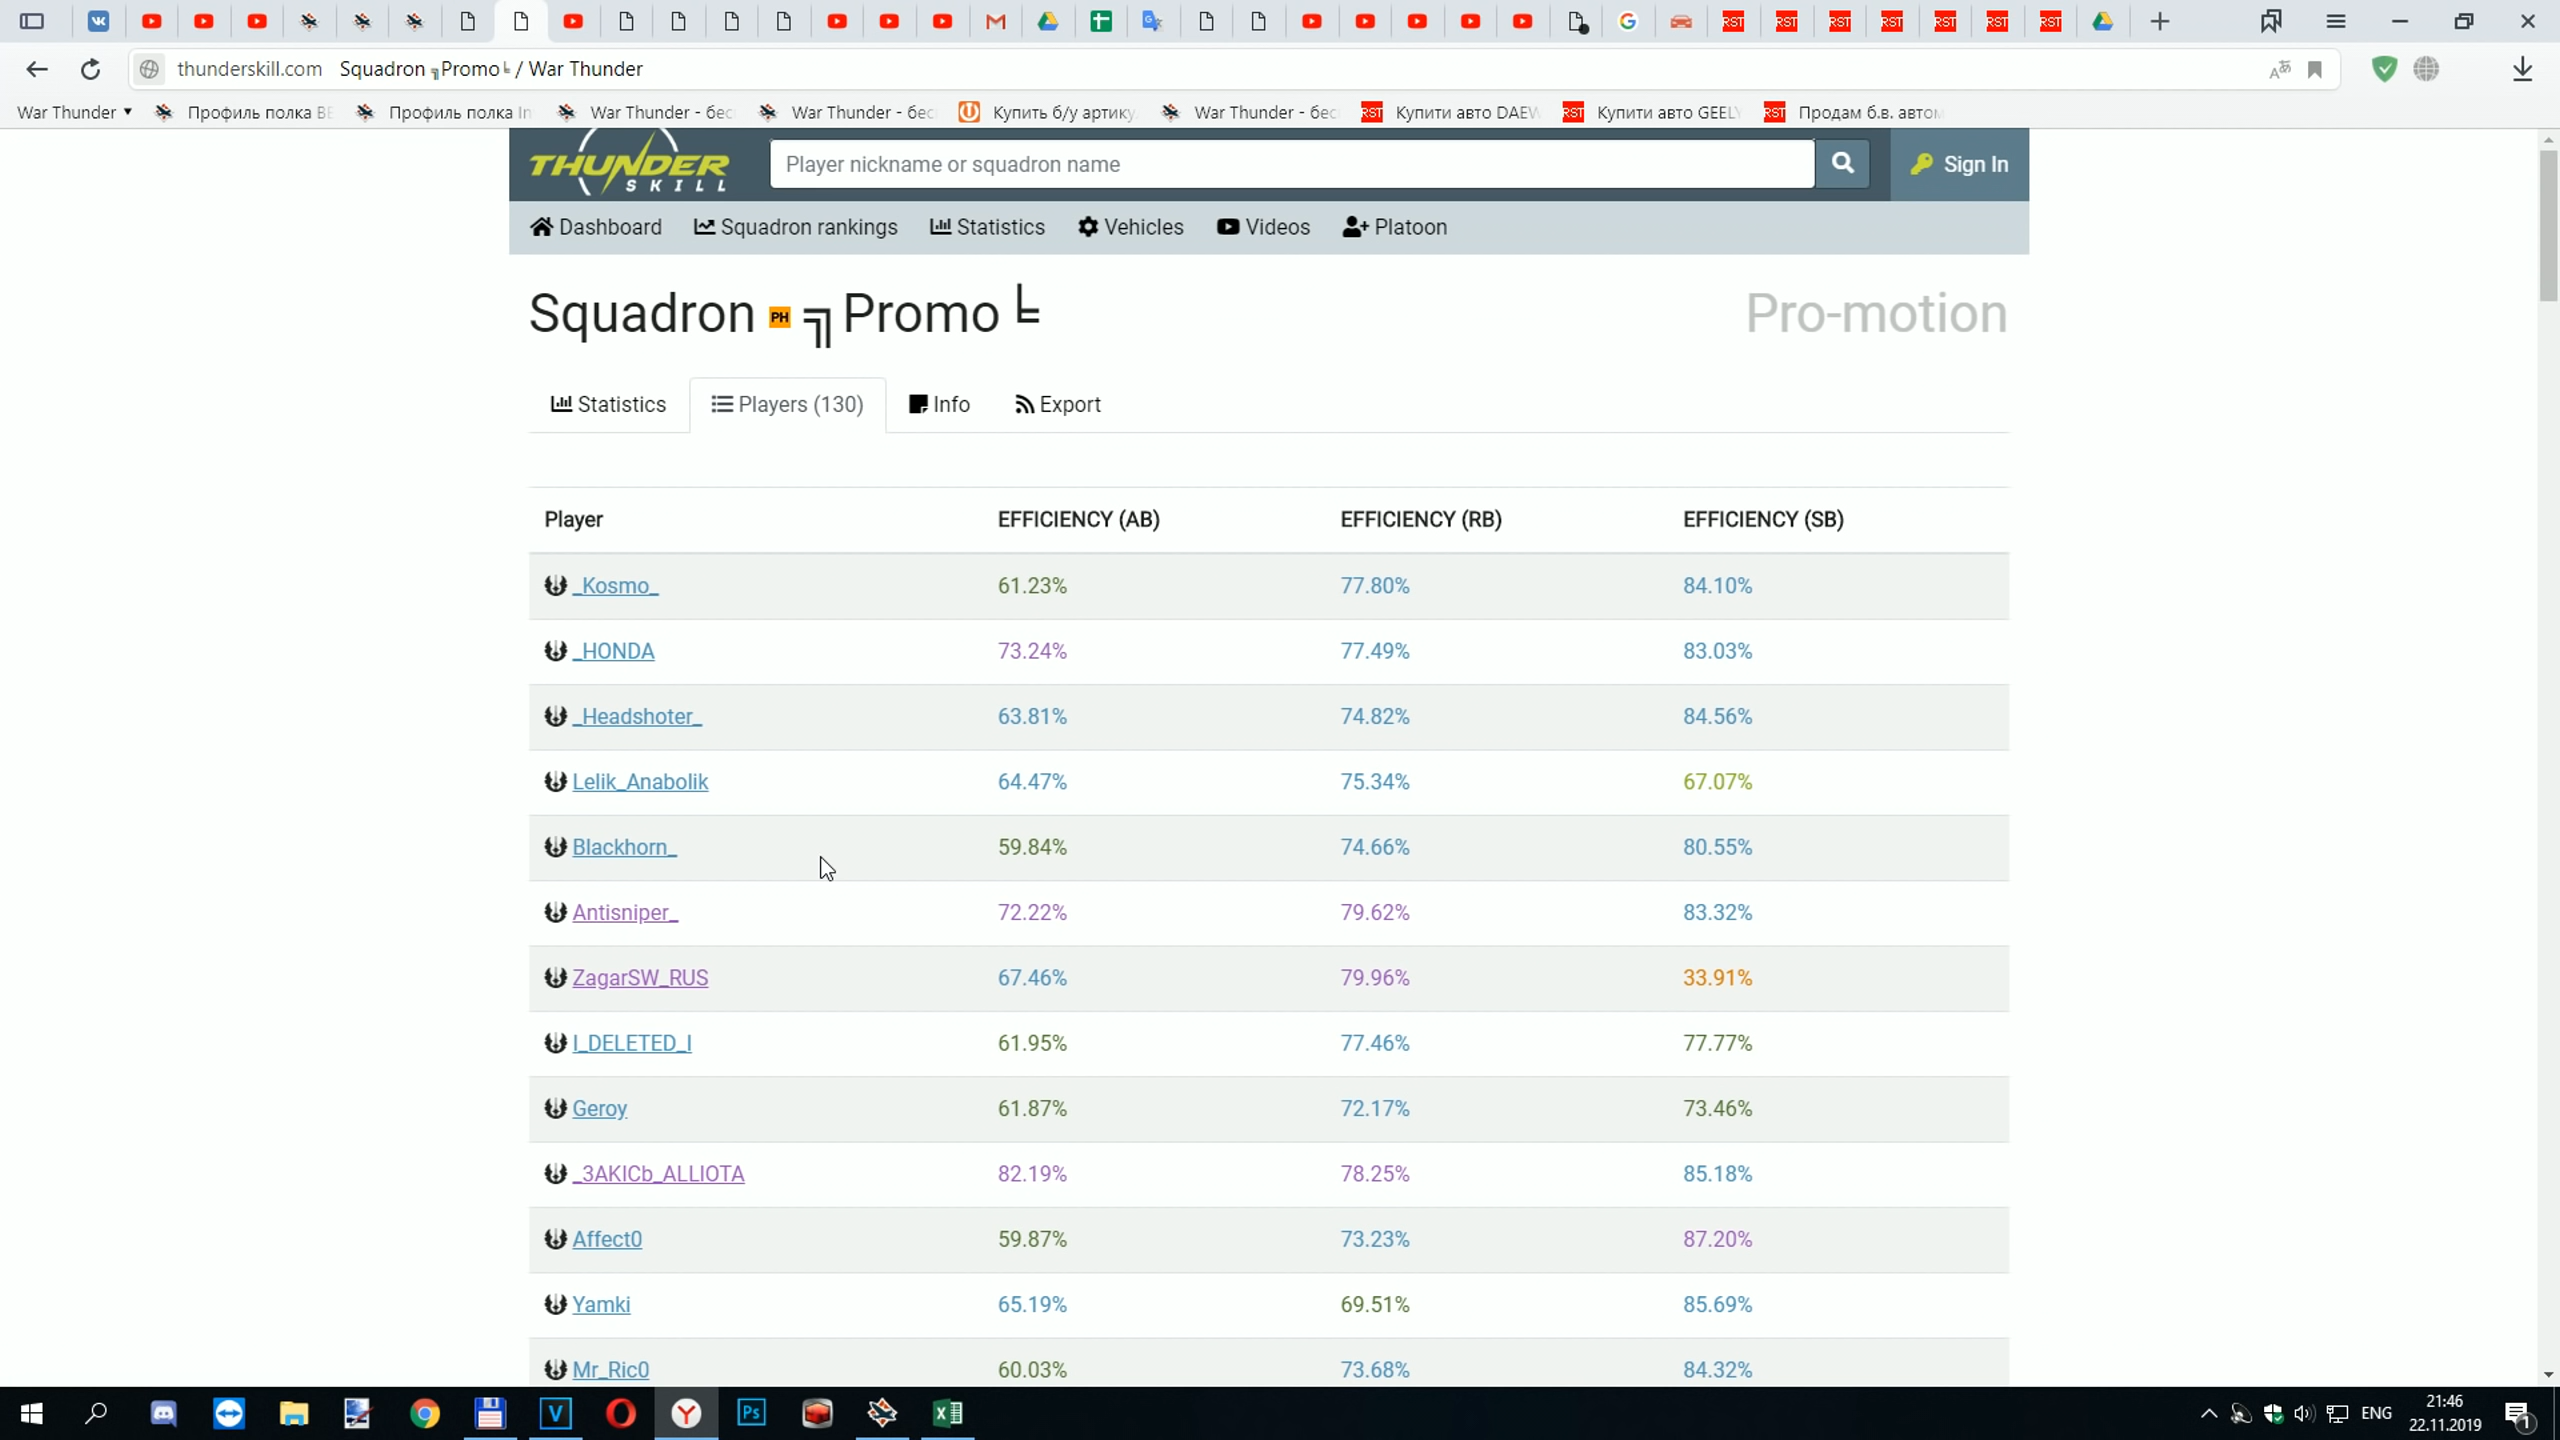 thunderskill.com Squadron ╗Promo╘ / War Thunder
War Thunder Профиль полка Профиль полка In War Thunder - бес War Thunder - бес Купить б/у артику War Thunder - бес RST Купити авто DAEW RST Купити авто GEELY RST Продам б.в. автом
THUNDER
SKILL
Player nickname or squadron name
Sign In
Dashboard Squadron rankings Statistics Vehicles Videos Platoon
Squadron PH ╗Promo╘ Pro-motion
Statistics Players (130) Info Export
Player EFFICIENCY (AB) EFFICIENCY (RB) EFFICIENCY (SB)
_Kosmo_ 61.23% 77.80% 84.10%
_HONDA 73.24% 77.49% 83.03%
_Headshoter_ 63.81% 74.82% 84.56%
Lelik_Anabolik 64.47% 75.34% 67.07%
Blackhorn_ 59.84% 74.66% 80.55%
Antisniper_ 72.22% 79.62% 83.32%
ZagarSW_RUS 67.46% 79.96% 33.91%
I_DELETED_I 61.95% 77.46% 77.77%
Geroy 61.87% 72.17% 73.46%
_3AKICb_ALLIOTA 82.19% 78.25% 85.18%
Affect0 59.87% 73.23% 87.20%
Yamki 65.19% 69.51% 85.69%
Mr_Ric0 60.03% 73.68% 84.32%
ENG
21:46
22.11.2019
1